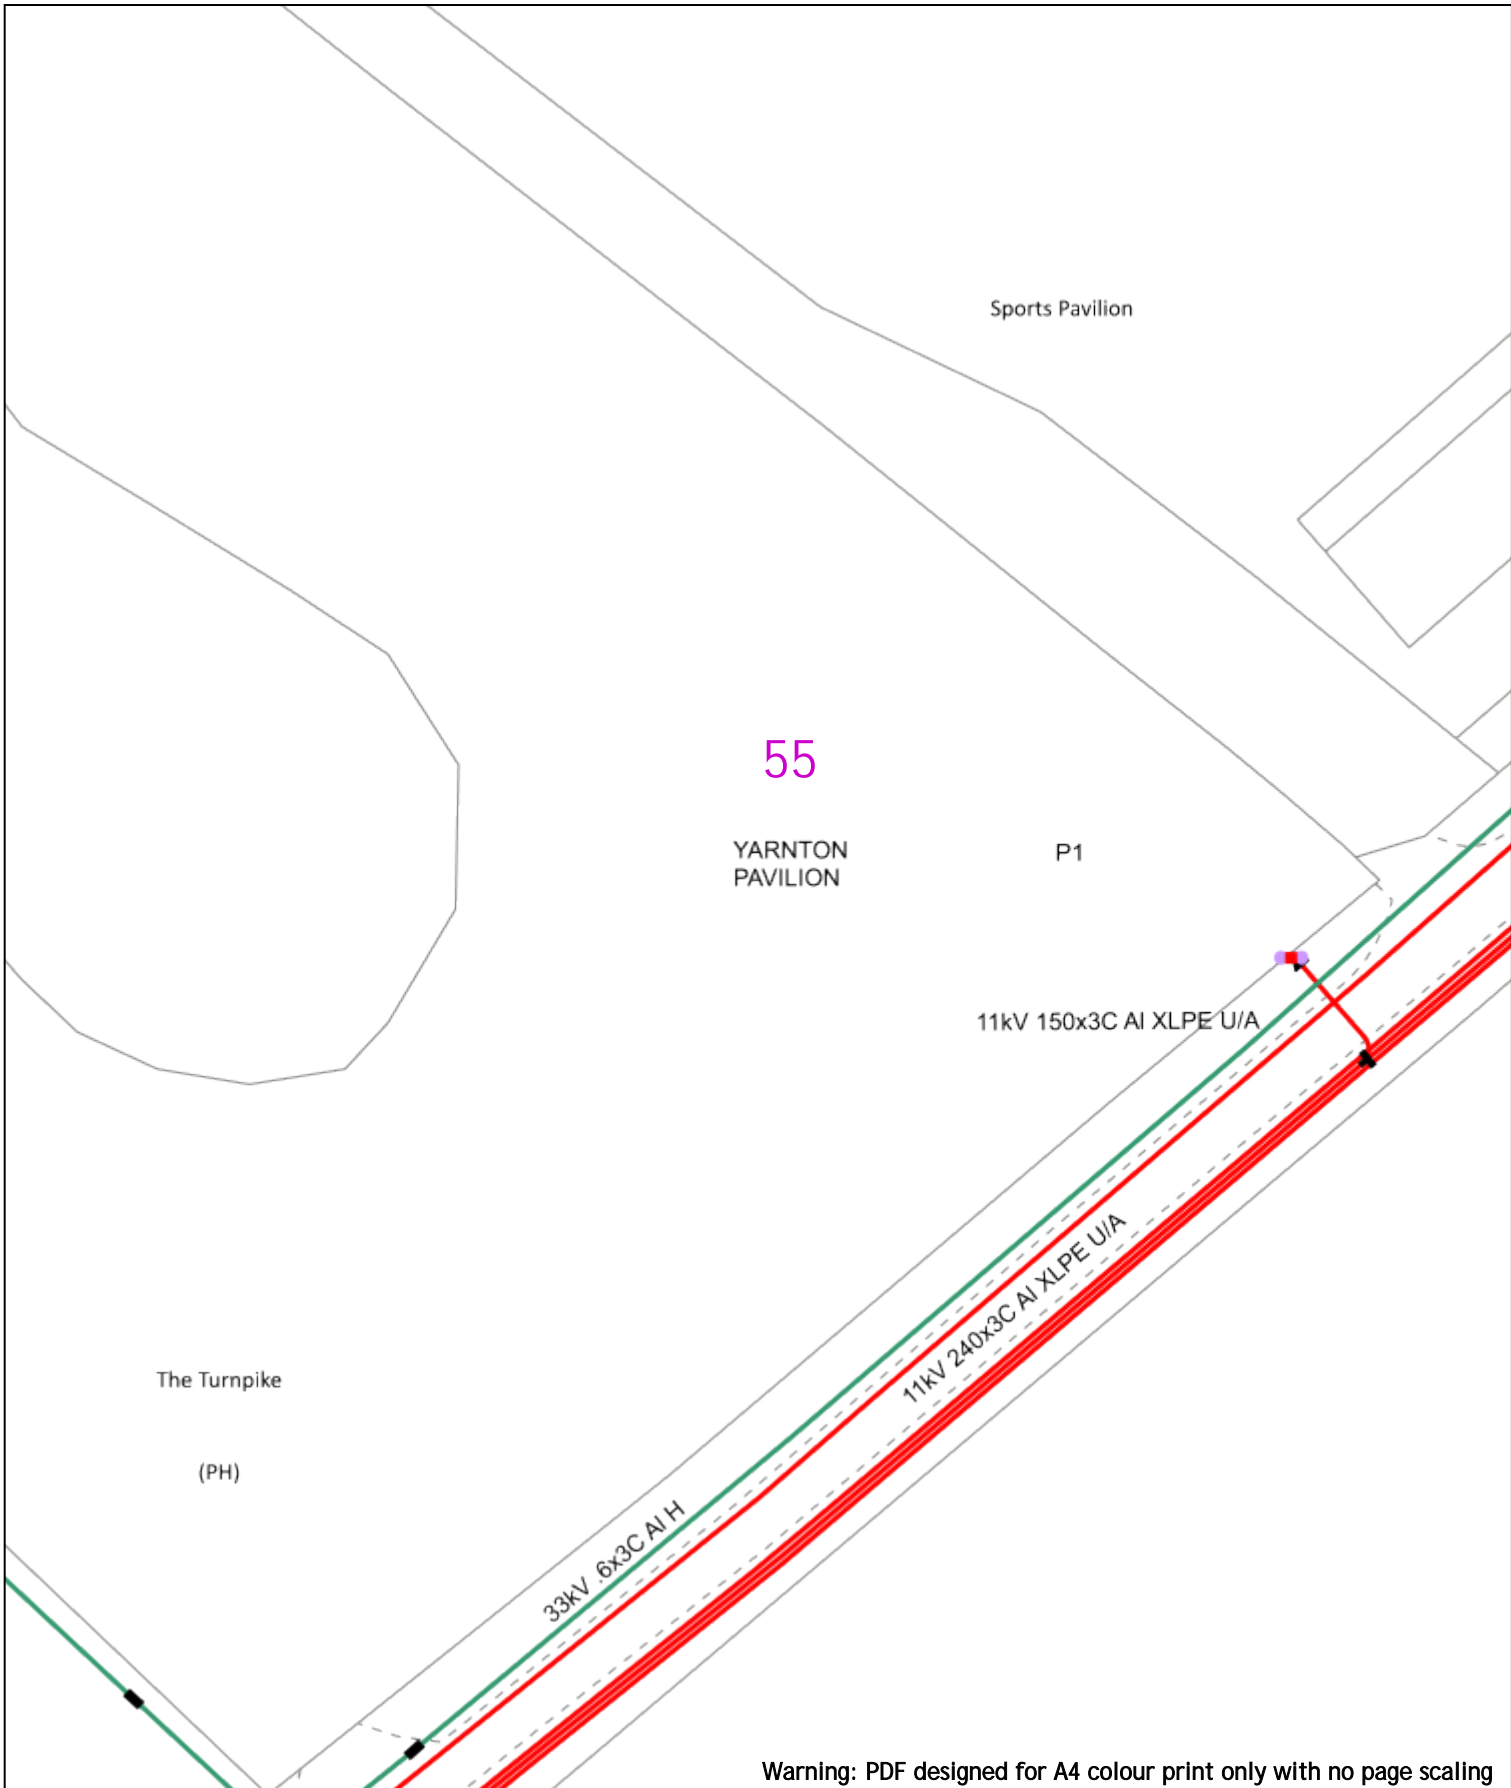 Sports Pavilion
55
YARNTON
PAVILION
P1
11kV 150x3C Al XLPE U/A
11kV 240x3C Al XLPE U/A
The Turnpike
(PH)
33kV .6x3C Al H
Warning: PDF designed for A4 colour print only with no page scaling